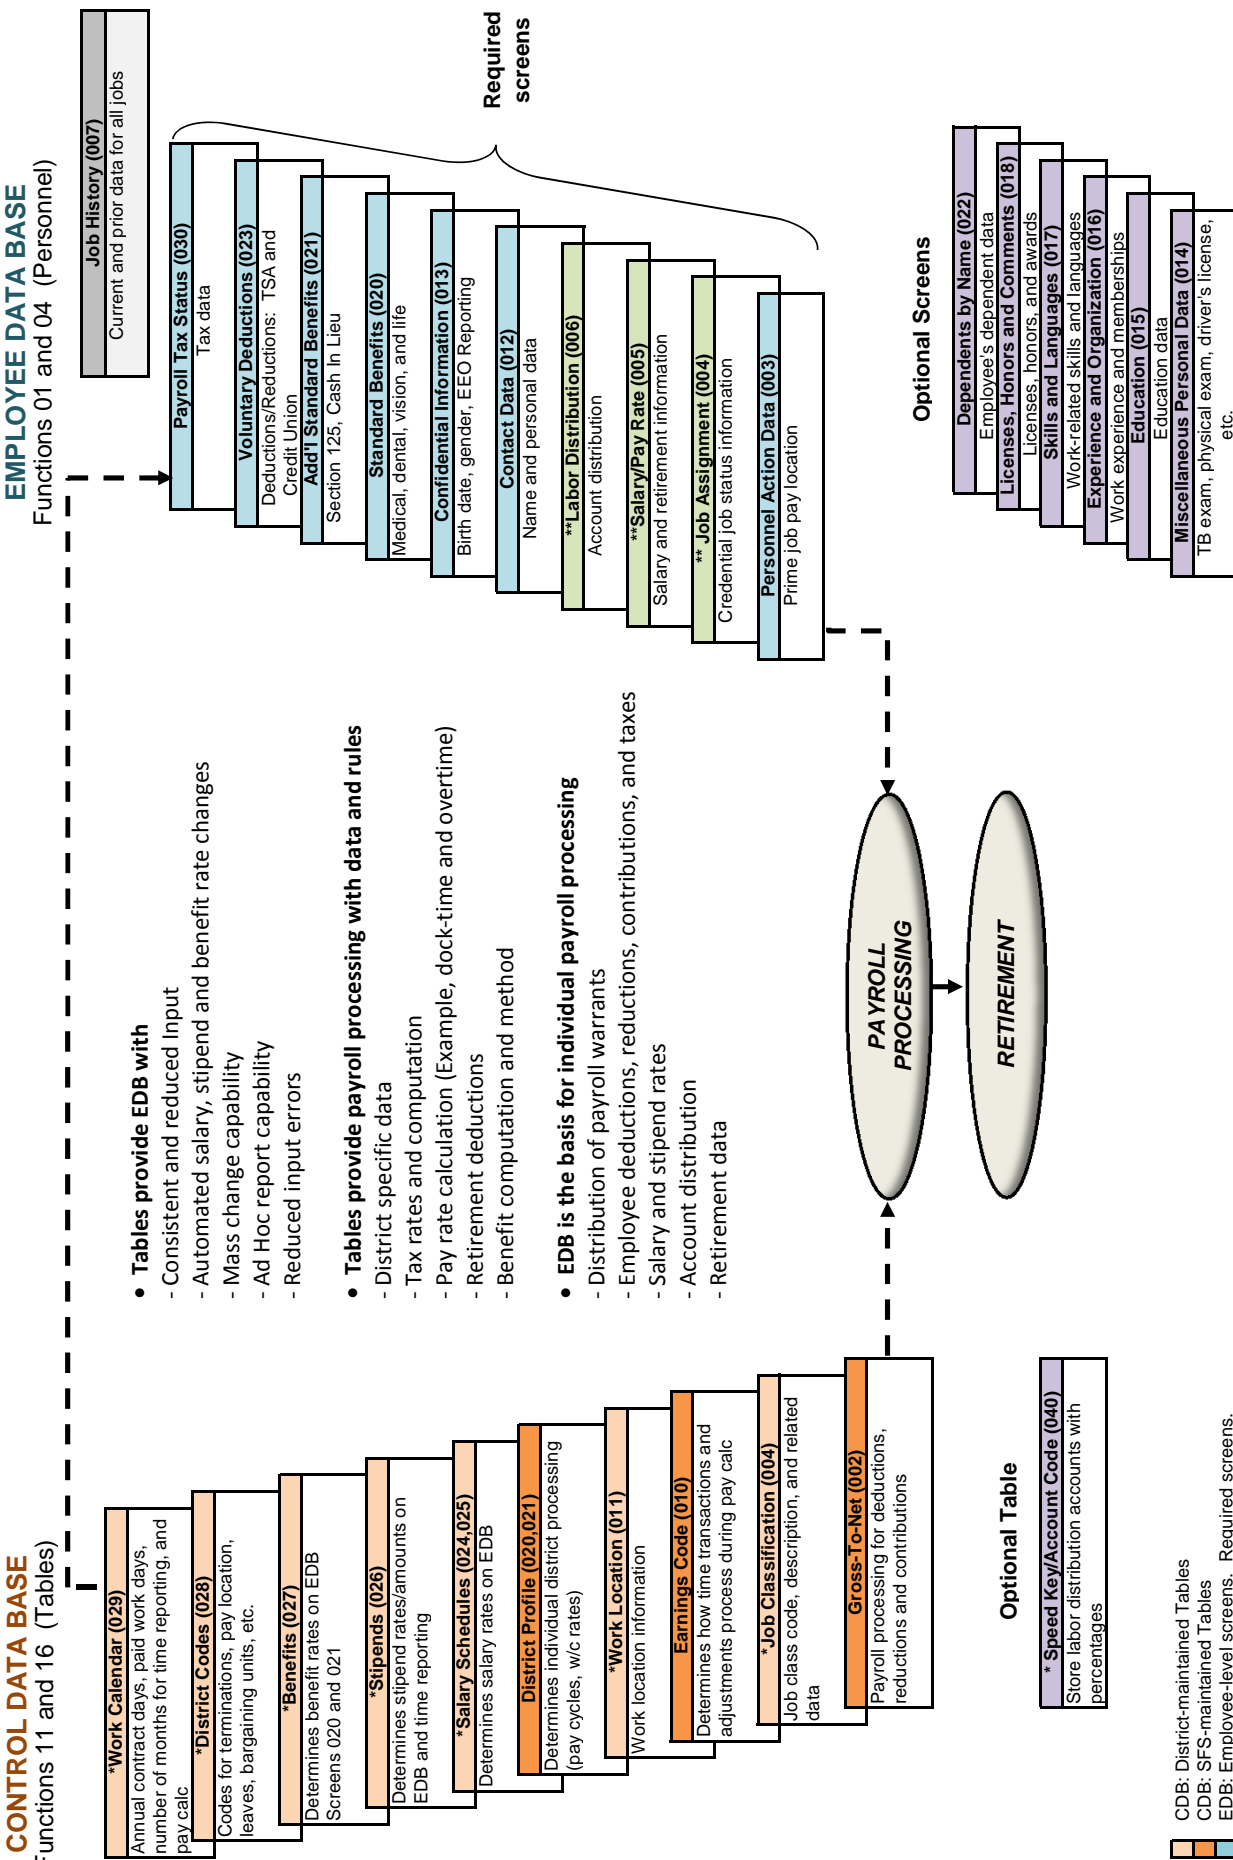 CONTROL DATA BASE
Functions 11 and 16 (Tables)
*Work Calendar (029)
Annual contract days, paid work days,
number of months for time reporting, and
pay calc
*District Codes (028)
Codes for terminations, pay location,
leaves, bargaining units, etc.
*Benefits (027)
Determines benefit rates on EDB
Screens 020 and 021
*Stipends (026)
Determines stipend rates/amounts on
EDB and time reporting
*Salary Schedules (024,025)
Determines salary rates on EDB
District Profile (020,021)
Determines individual district processing
(pay cycles, w/c rates)
*Work Location (011)
Work location information
Earnings Code (010)
Determines how time transactions and
adjustments process during pay calc
*Job Classification (004)
Job class code, description, and related
data
Gross-To-Net (002)
Payroll processing for deductions,
reductions and contributions
Optional Table
* Speed Key/Account Code (040)
Store labor distribution accounts with
percentages
CDB: District-maintained Tables
CDB: SFS-maintained Tables
EDB: Employee-level screens. Required screens.
• Tables provide EDB with
- Consistent and reduced Input
- Automated salary, stipend and benefit rate changes
- Mass change capability
- Ad Hoc report capability
- Reduced input errors
• Tables provide payroll processing with data and rules
- District specific data
- Tax rates and computation
- Pay rate calculation (Example, dock-time and overtime)
- Retirement deductions
- Benefit computation and method
• EDB is the basis for individual payroll processing
- Distribution of payroll warrants
- Employee deductions, reductions, contributions, and taxes
- Salary and stipend rates
- Account distribution
- Retirement data
PAYROLL
PROCESSING
RETIREMENT
EMPLOYEE DATA BASE
Functions 01 and 04 (Personnel)
Job History (007)
Current and prior data for all jobs
Payroll Tax Status (030)
Tax data
Voluntary Deductions (023)
Deductions/Reductions: TSA and
Credit Union
Add'l Standard Benefits (021)
Section 125, Cash In Lieu
Standard Benefits (020)
Medical, dental, vision, and life
Confidential Information (013)
Birth date, gender, EEO Reporting
Contact Data (012)
Name and personal data
**Labor Distribution (006)
Account distribution
**Salary/Pay Rate (005)
Salary and retirement information
** Job Assignment (004)
Credential job status information
Personnel Action Data (003)
Prime job pay location
Required
screens
Optional Screens
Dependents by Name (022)
Employee's dependent data
Licenses, Honors and Comments (018)
Licenses, honors, and awards
Skills and Languages (017)
Work-related skills and languages
Experience and Organization (016)
Work experience and memberships
Education (015)
Education data
Miscellaneous Personal Data (014)
TB exam, physical exam, driver's license,
etc.